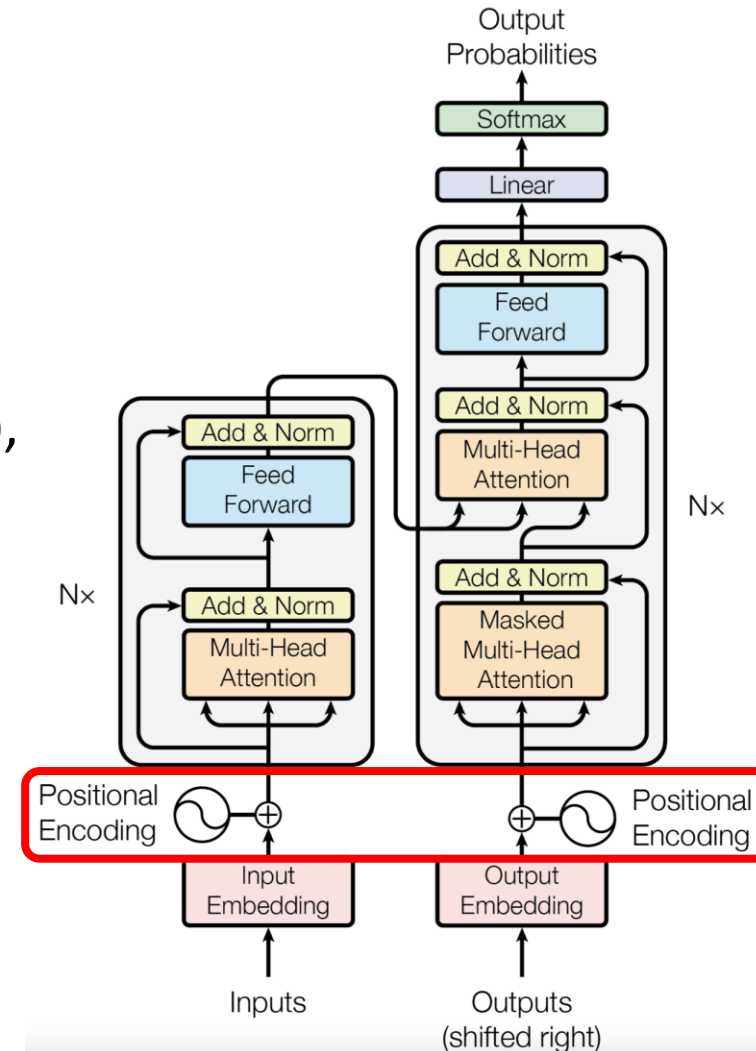 Output
Probabilities
Softmax
Linear
Add & Norm
Feed
Forward
Add & Norm
Multi-Head
Attention
Add & Norm
Masked
Multi-Head
Attention
N×
),
Add & Norm
Feed
Forward
Add & Norm
Multi-Head
Attention
N×
Positional
Encoding
Positional
Encoding
Input
Embedding
Output
Embedding
Inputs
Outputs
(shifted right)